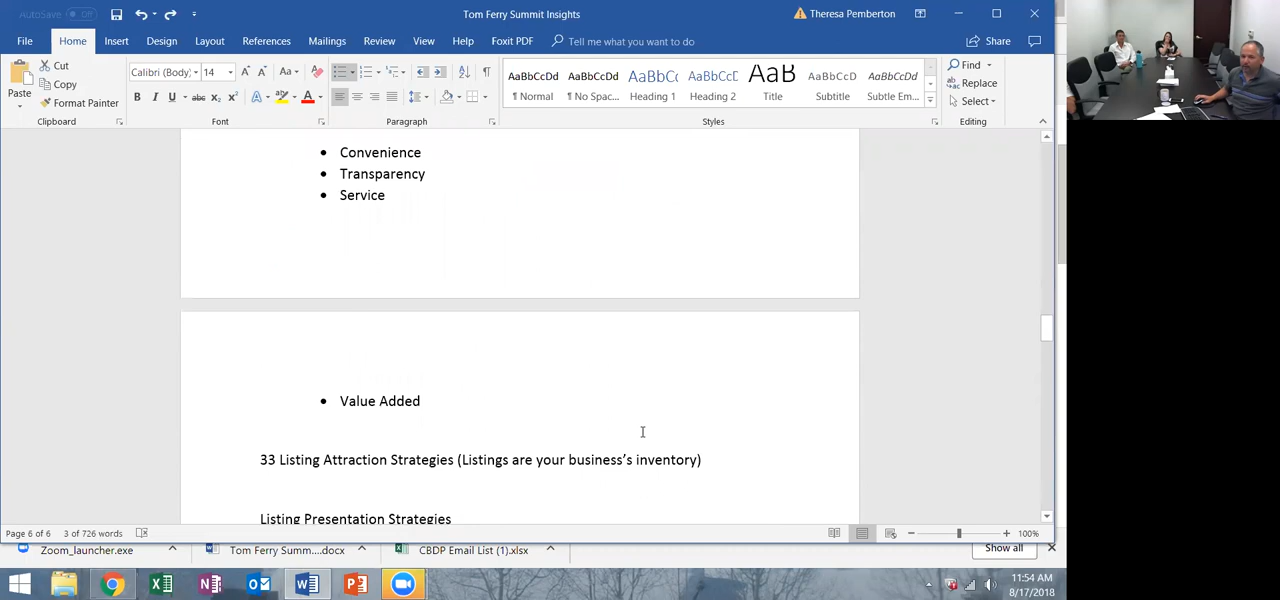 AutoSave Off
Tom Ferry Summit Insights
Theresa Pemberton
File Home Insert Design Layout References Mailings Review View Help Foxit PDF Tell me what you want to do Share
Paste
Cut
Copy
Format Painter
Clipboard
Calibri (Body) 14
Font
Paragraph
AaBbCcDd AaBbCcDd AaBbCc AaBbCcD AaB AaBbCcD AaBbCcDd
¶ Normal ¶ No Spac... Heading 1 Heading 2 Title Subtitle Subtle Em...
Styles
Find
Replace
Select
Editing
• Convenience
• Transparency
• Service
• Value Added
33 Listing Attraction Strategies (Listings are your business's inventory)
Listing Presentation Strategies
Page 6 of 6 3 of 726 words 100%
Zoom_launcher.exe Tom Ferry Summ....docx CBDP Email List (1).xlsx Show all
11:54 AM
8/17/2018